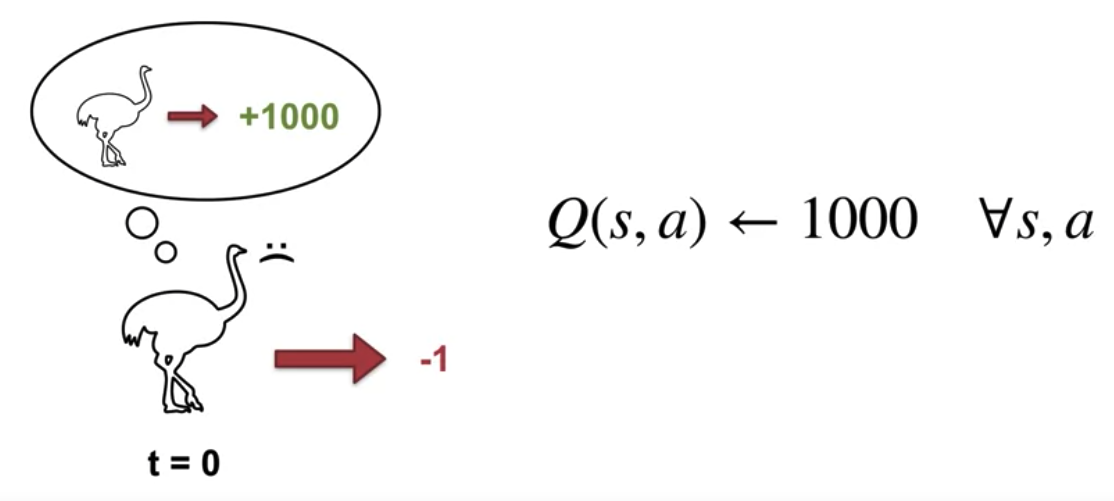 +1000
Q(s, a) ← 1000 ∀s, a
:(
-1
t = 0